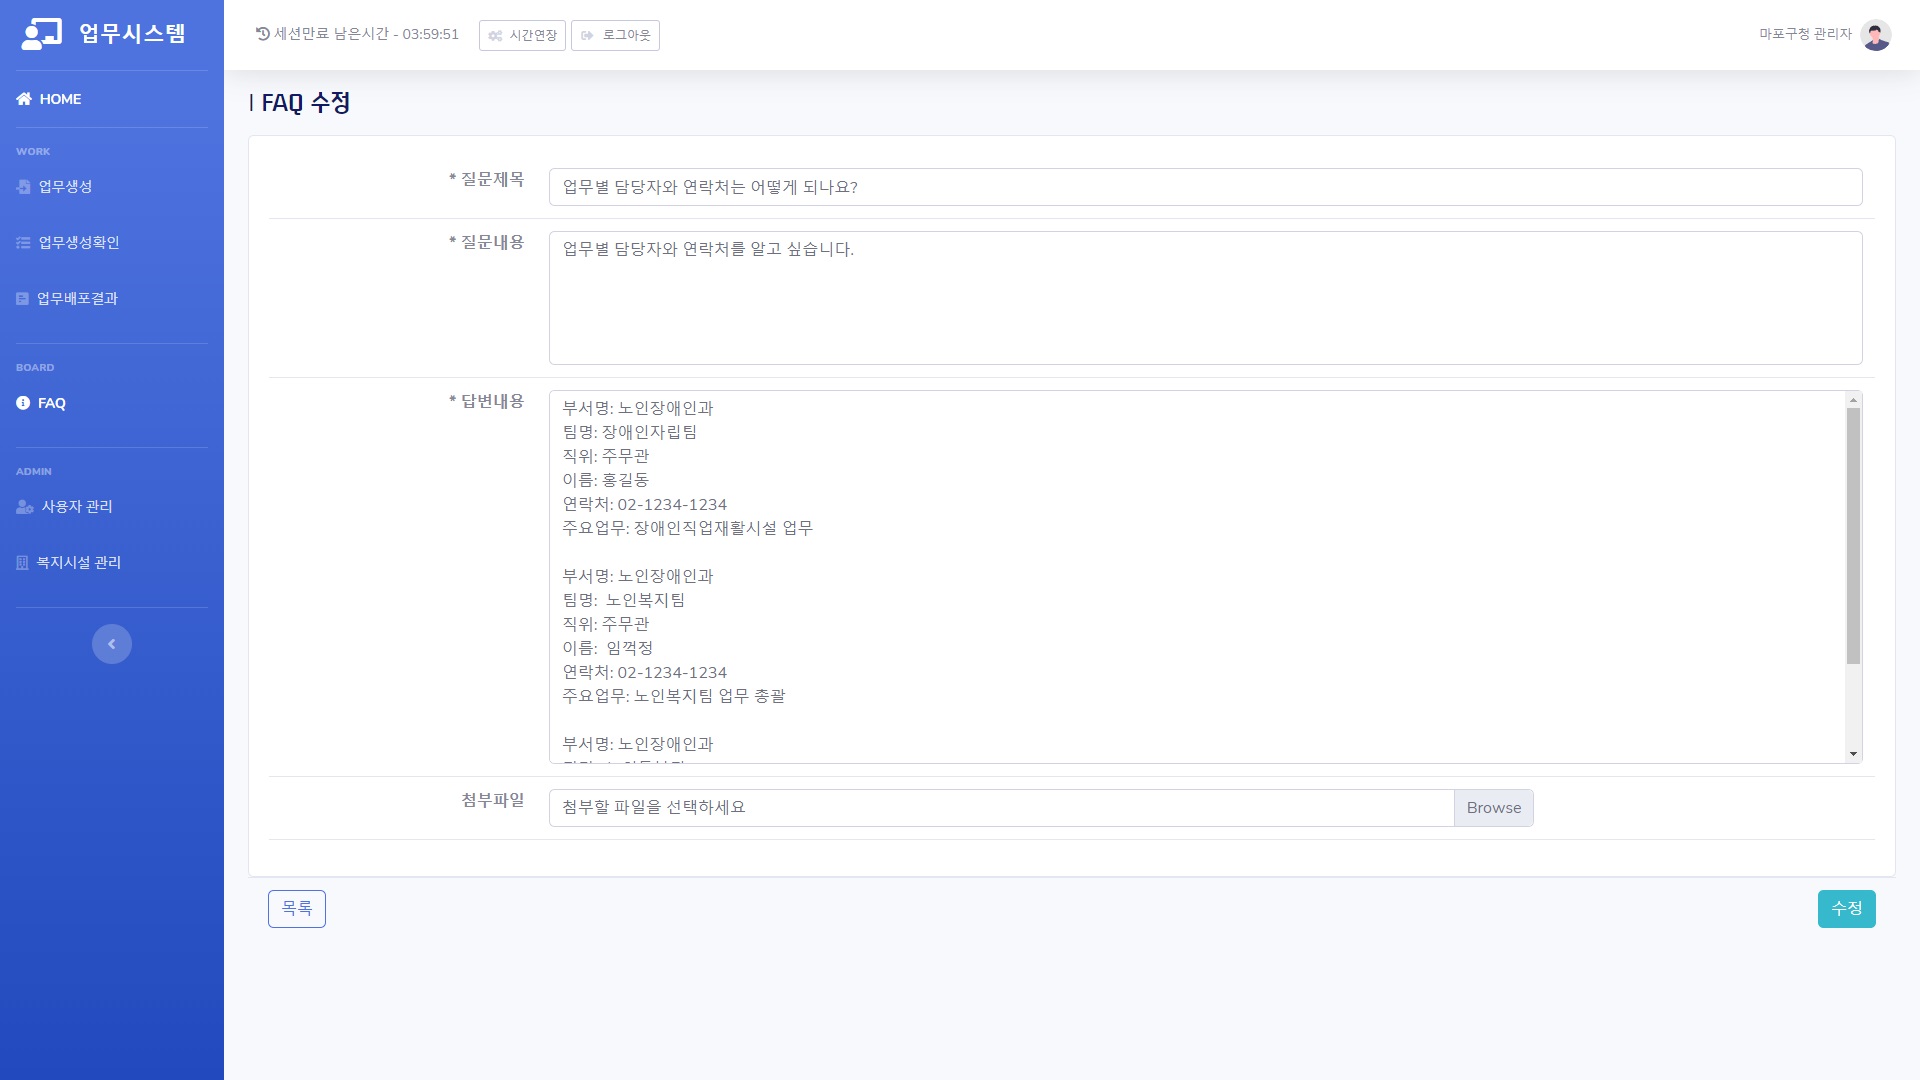 업무시스템
HOME
WORK
업무생성
업무생성확인
업무배포결과
BOARD
FAQ
ADMIN
사용자 관리
복지시설 관리
세션만료 남은시간 - 03:59:51
시간연장
로그아웃
마포구청 관리자
| FAQ 수정
* 질문제목
업무별 담당자와 연락처는 어떻게 되나요?
* 질문내용
업무별 담당자와 연락처를 알고 싶습니다.
* 답변내용
부서명: 노인장애인과
팀명: 장애인자립팀
직위: 주무관
이름: 홍길동
연락처: 02-1234-1234
주요업무: 장애인직업재활시설 업무
부서명: 노인장애인과
팀명:  노인복지팀
직위: 주무관
이름:  임꺽정
연락처: 02-1234-1234
주요업무: 노인복지팀 업무 총괄
부서명: 노인장애인과
첨부파일
첨부할 파일을 선택하세요
Browse
목록
수정